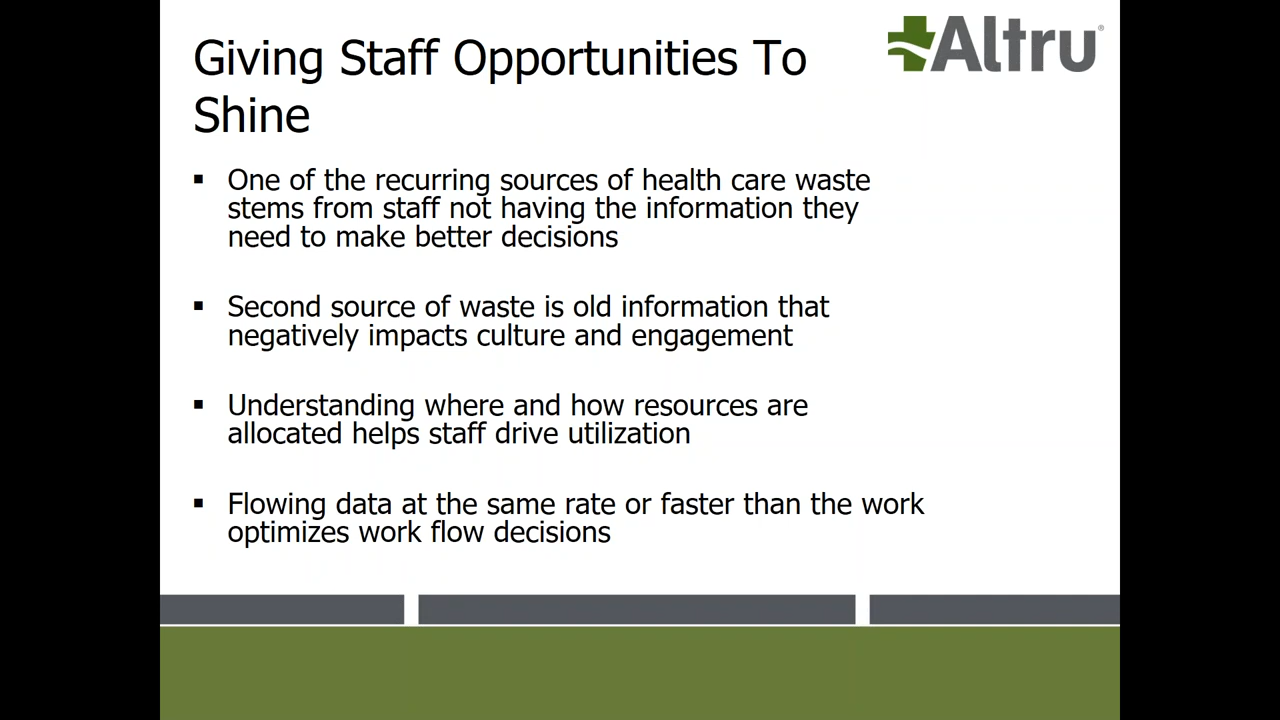 Giving Staff Opportunities To
Shine
Altru®
▪ One of the recurring sources of health care waste
stems from staff not having the information they
need to make better decisions
▪ Second source of waste is old information that
negatively impacts culture and engagement
▪ Understanding where and how resources are
allocated helps staff drive utilization
▪ Flowing data at the same rate or faster than the work
optimizes work flow decisions